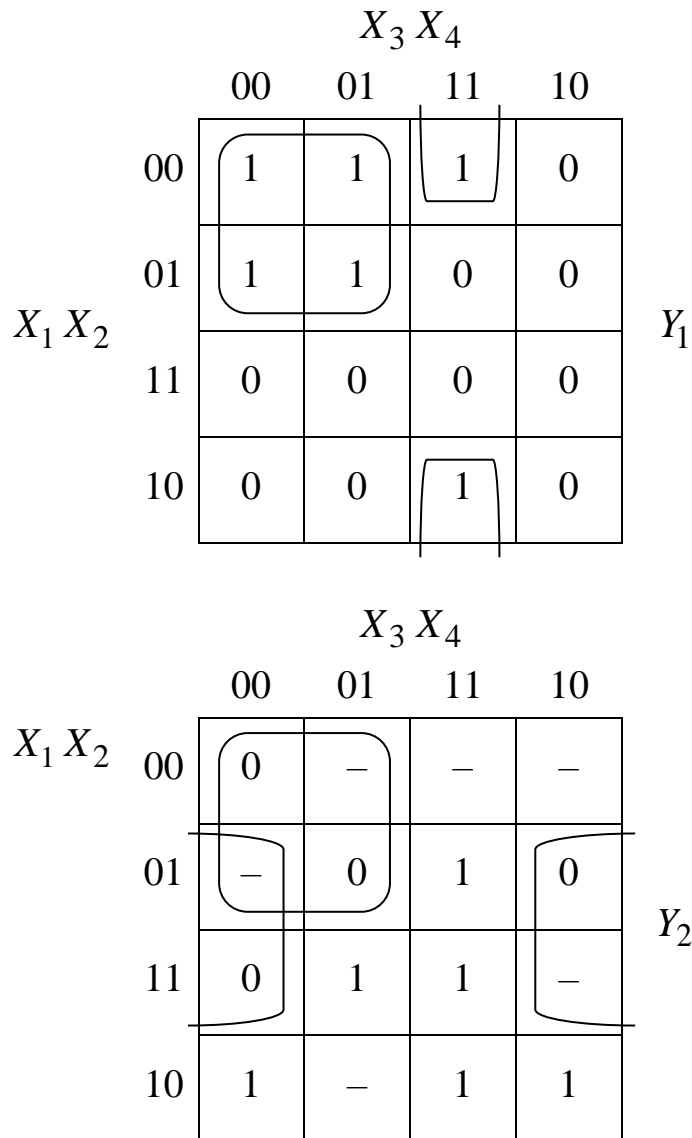 X₃ X₄
00 01 11 10
00 1 1 1 0
01 1 1 0 0
X₁ X₂ Y₁
11 0 0 0 0
10 0 0 1 0
X₃ X₄
00 01 11 10
X₁ X₂
00 0 – – –
01 – 0 1 0
Y₂
11 0 1 1 –
10 1 – 1 1